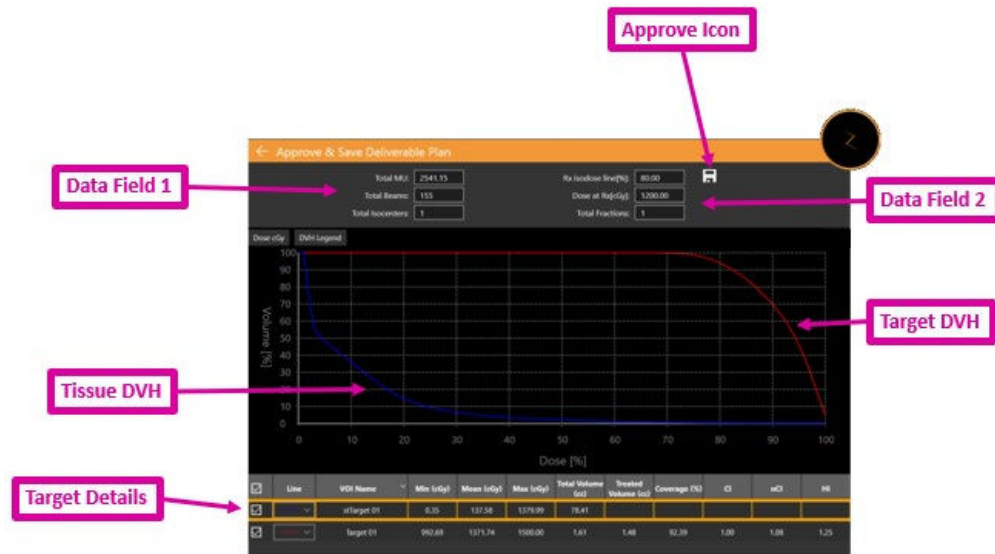 Approve Icon
Z
Approve & Save Deliverable Plan
Data Field 1
Total MU: 2541.15
Rx isodose line[%]: 80.00
Total Beams: 155
Dose at Rx[cGy]: 1200.00
Data Field 2
Total Isocenters: 1
Total Fractions: 1
Dose cGy DVH Legend
100
90
80
70
60
50
40
30
20
10
0
Volume [%]
0 10 20 30 40 50 60 70 80 90 100
Dose [%]
Target DVH
Tissue DVH
Target Details
Line VOI Name Min (cGy) Mean (cGy) Max (cGy) Total Volume (cc) Treated Volume (cc) Coverage (%) CI nCI HI
stTarget 01 0.35 137.58 1379.99 78.41
Target 01 992.69 1371.74 1500.00 1.61 1.48 92.39 1.00 1.08 1.25